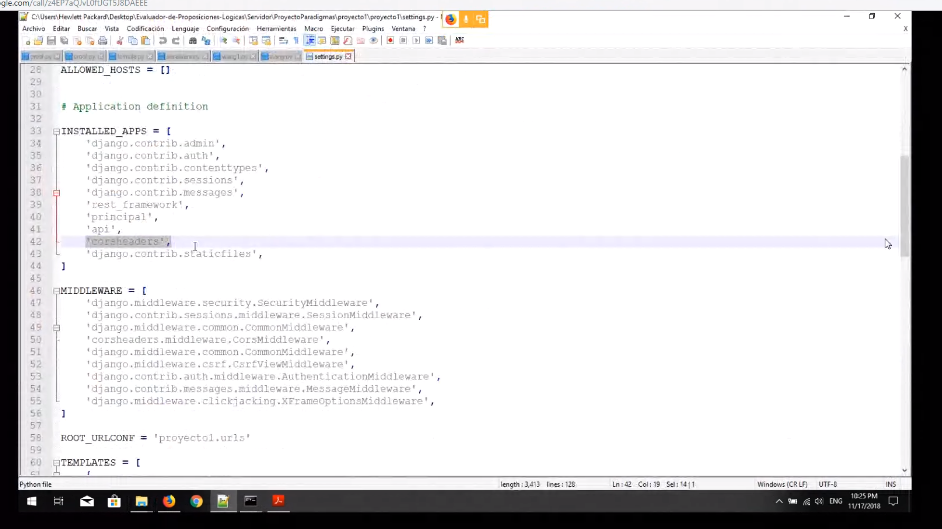 ogle.com/call/z4EP7aQJvL0ftJGT5J8DAEEE
C:\Users\Hewlett Packard\Desktop\Evaluador-de-Proposiciones-Logicas\Servidor\ProyectoParadigmas\proyecto1\proyecto1\settings.py - Notepad++
Archivo Editar Buscar Vista Codificación Lenguaje Configuración Herramientas Macro Ejecutar Plugins Ventana ?
settings.py
28 ALLOWED_HOSTS = []
29
30
31 # Application definition
32
33 INSTALLED_APPS = [
34 'django.contrib.admin',
35 'django.contrib.auth',
36 'django.contrib.contenttypes',
37 'django.contrib.sessions',
38 'django.contrib.messages',
39 'rest_framework',
40 'principal',
41 'api',
42 'corsheaders',
43 'django.contrib.staticfiles',
44 ]
45
46 MIDDLEWARE = [
47 'django.middleware.security.SecurityMiddleware',
48 'django.contrib.sessions.middleware.SessionMiddleware',
49 'django.middleware.common.CommonMiddleware',
50 'corsheaders.middleware.CorsMiddleware',
51 'django.middleware.common.CommonMiddleware',
52 'django.middleware.csrf.CsrfViewMiddleware',
53 'django.contrib.auth.middleware.AuthenticationMiddleware',
54 'django.contrib.messages.middleware.MessageMiddleware',
55 'django.middleware.clickjacking.XFrameOptionsMiddleware',
56 ]
57
58 ROOT_URLCONF = 'proyecto1.urls'
59
60 TEMPLATES = [
Python file length : 3,413 lines : 128 Ln : 42 Col : 19 Sel : 14 | 1 Windows (CR LF) UTF-8 INS
10:25 PM
11/17/2018